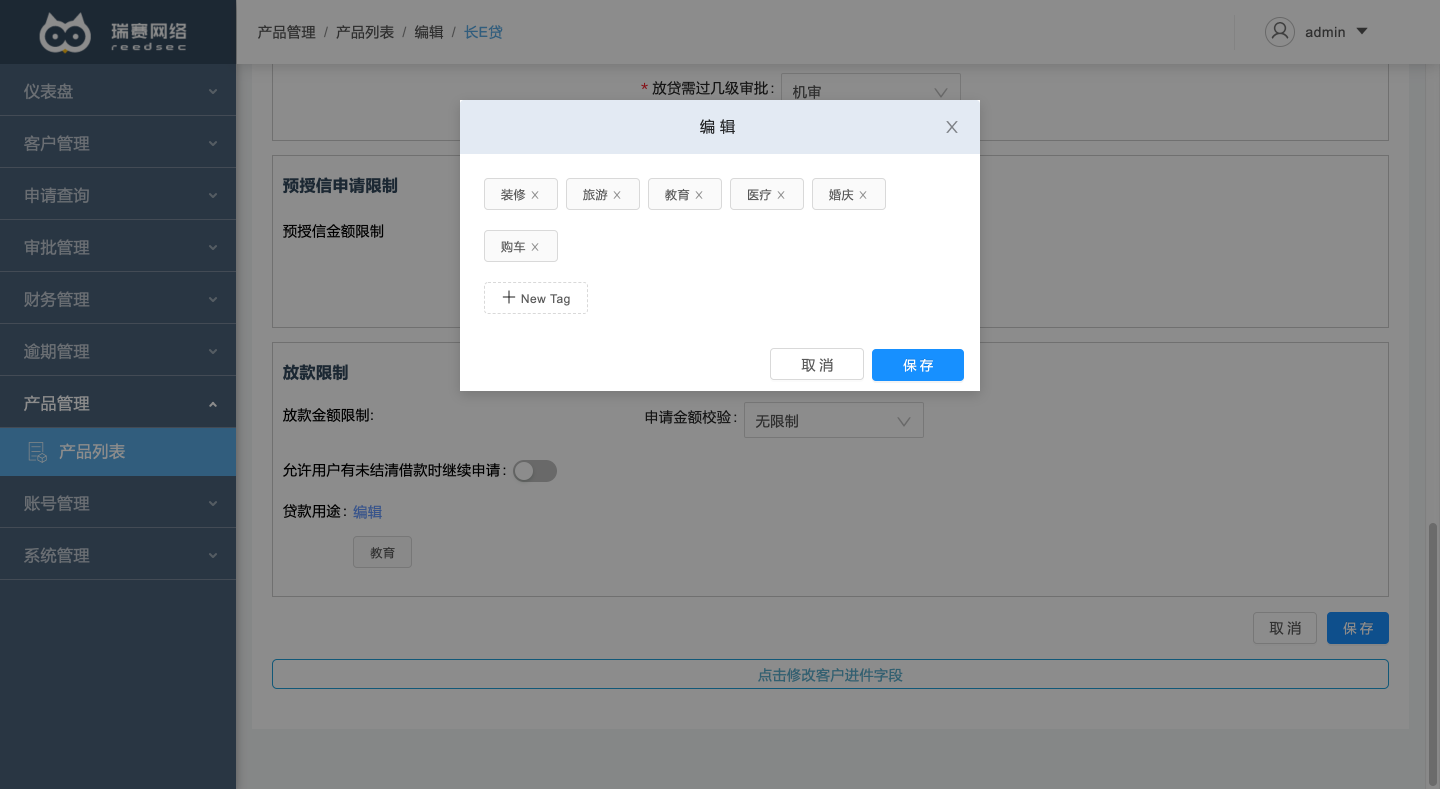 瑞赛网络
reedsec
产品管理 / 产品列表 / 编辑 / 长E贷
admin
仪表盘
客户管理
申请查询
审批管理
财务管理
逾期管理
产品管理
产品列表
账号管理
系统管理
* 放贷需过几级审批: 机审
预授信申请限制
预授信金额限制
编 辑
装修
旅游
教育
医疗
婚庆
购车
New Tag
取 消
保 存
放款限制
放款金额限制:
申请金额校验: 无限制
允许用户有未结清借款时继续申请:
贷款用途: 编辑
教育
取 消
保 存
点击修改客户进件字段